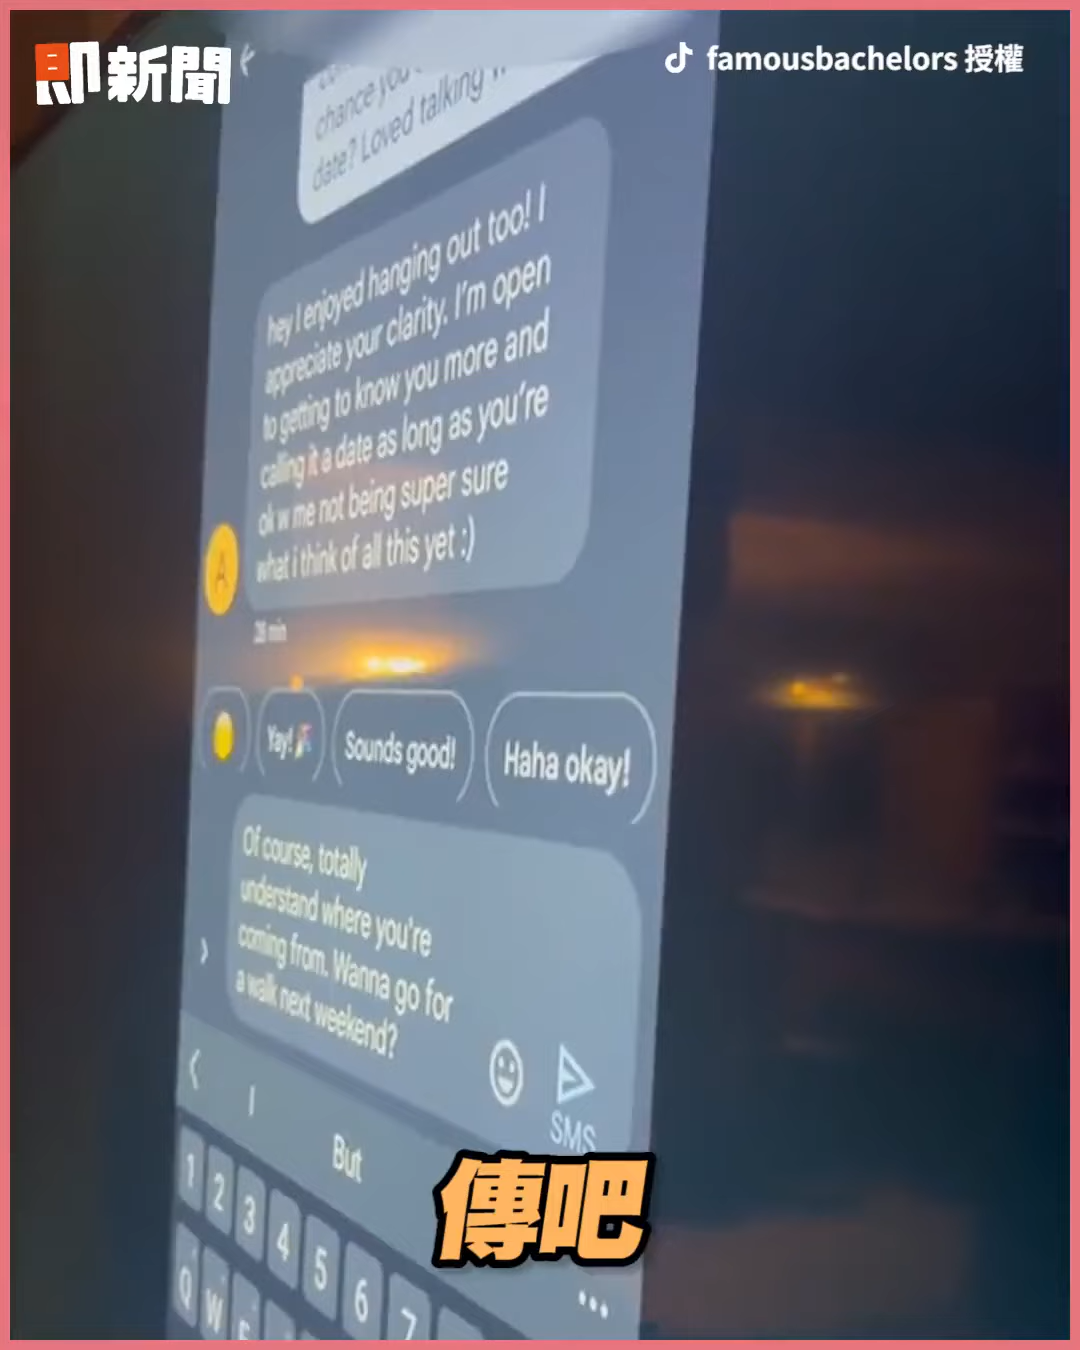 即新聞
famousbachelors 授權
chance you
date? Loved talking w
hey I enjoyed hanging out too! I
appreciate your clarity. I'm open
to getting to know you more and
calling it a date as long as you're
ok w me not being super sure
what I think of all this yet :)
A
28 min
Yay! 🎉 Sounds good! Haha okay!
Of course, totally
understand where you're
coming from. Wanna go for
a walk next weekend?
SMS
I But
傳吧
1 2 3 4 5 6 7
Q W E